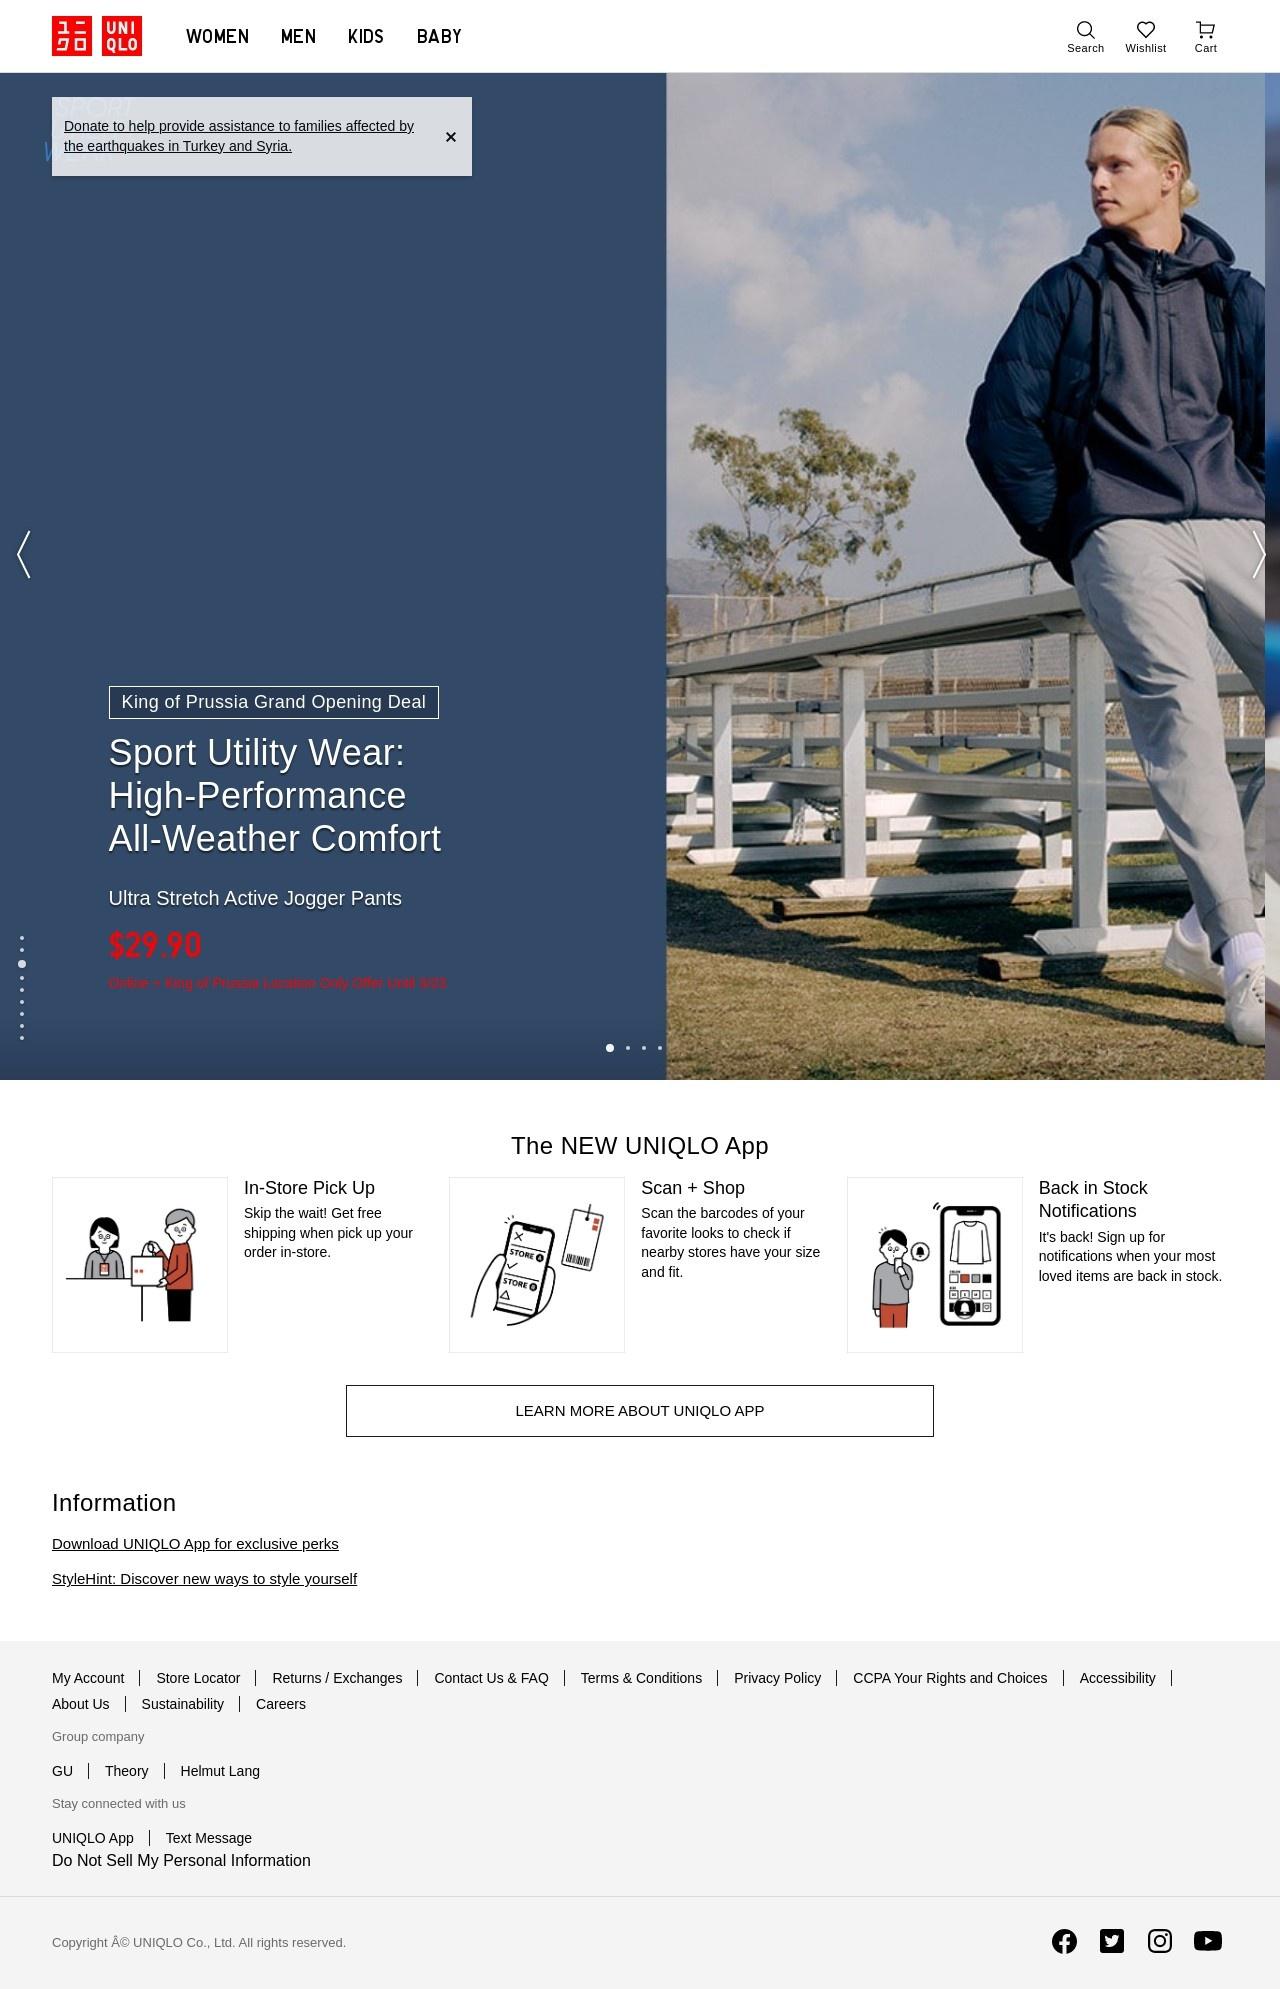 ユニ UNI
クロ QLO
WOMEN MEN KIDS BABY
Search Wishlist Cart
SPORT
Donate to help provide assistance to families affected by
the earthquakes in Turkey and Syria.
King of Prussia Grand Opening Deal
Sport Utility Wear:
High-Performance
All-Weather Comfort
Ultra Stretch Active Jogger Pants
$29.90
Online + King of Prussia Location Only Offer Until
The NEW UNIQLO App
In-Store Pick Up
Skip the wait! Get free
shipping when pick up your
order in-store.
STORE
STORE
Scan + Shop
Scan the barcodes of your
favorite looks to check if
nearby stores have your size
and fit.
Back in Stock
Notifications
It's back! Sign up for
notifications when your most
loved items are back in stock.
LEARN MORE ABOUT UNIQLO APP
Information
Download UNIQLO App for exclusive perks
StyleHint: Discover new ways to style yourself
My Account Store Locator Returns / Exchanges Contact Us & FAQ Terms & Conditions Privacy Policy CCPA Your Rights and Choices Accessibility
About Us Sustainability Careers
Group company
GU Theory Helmut Lang
Stay connected with us
UNIQLO App Text Message
Do Not Sell My Personal Information
Copyright Â© UNIQLO Co., Ltd. All rights reserved.